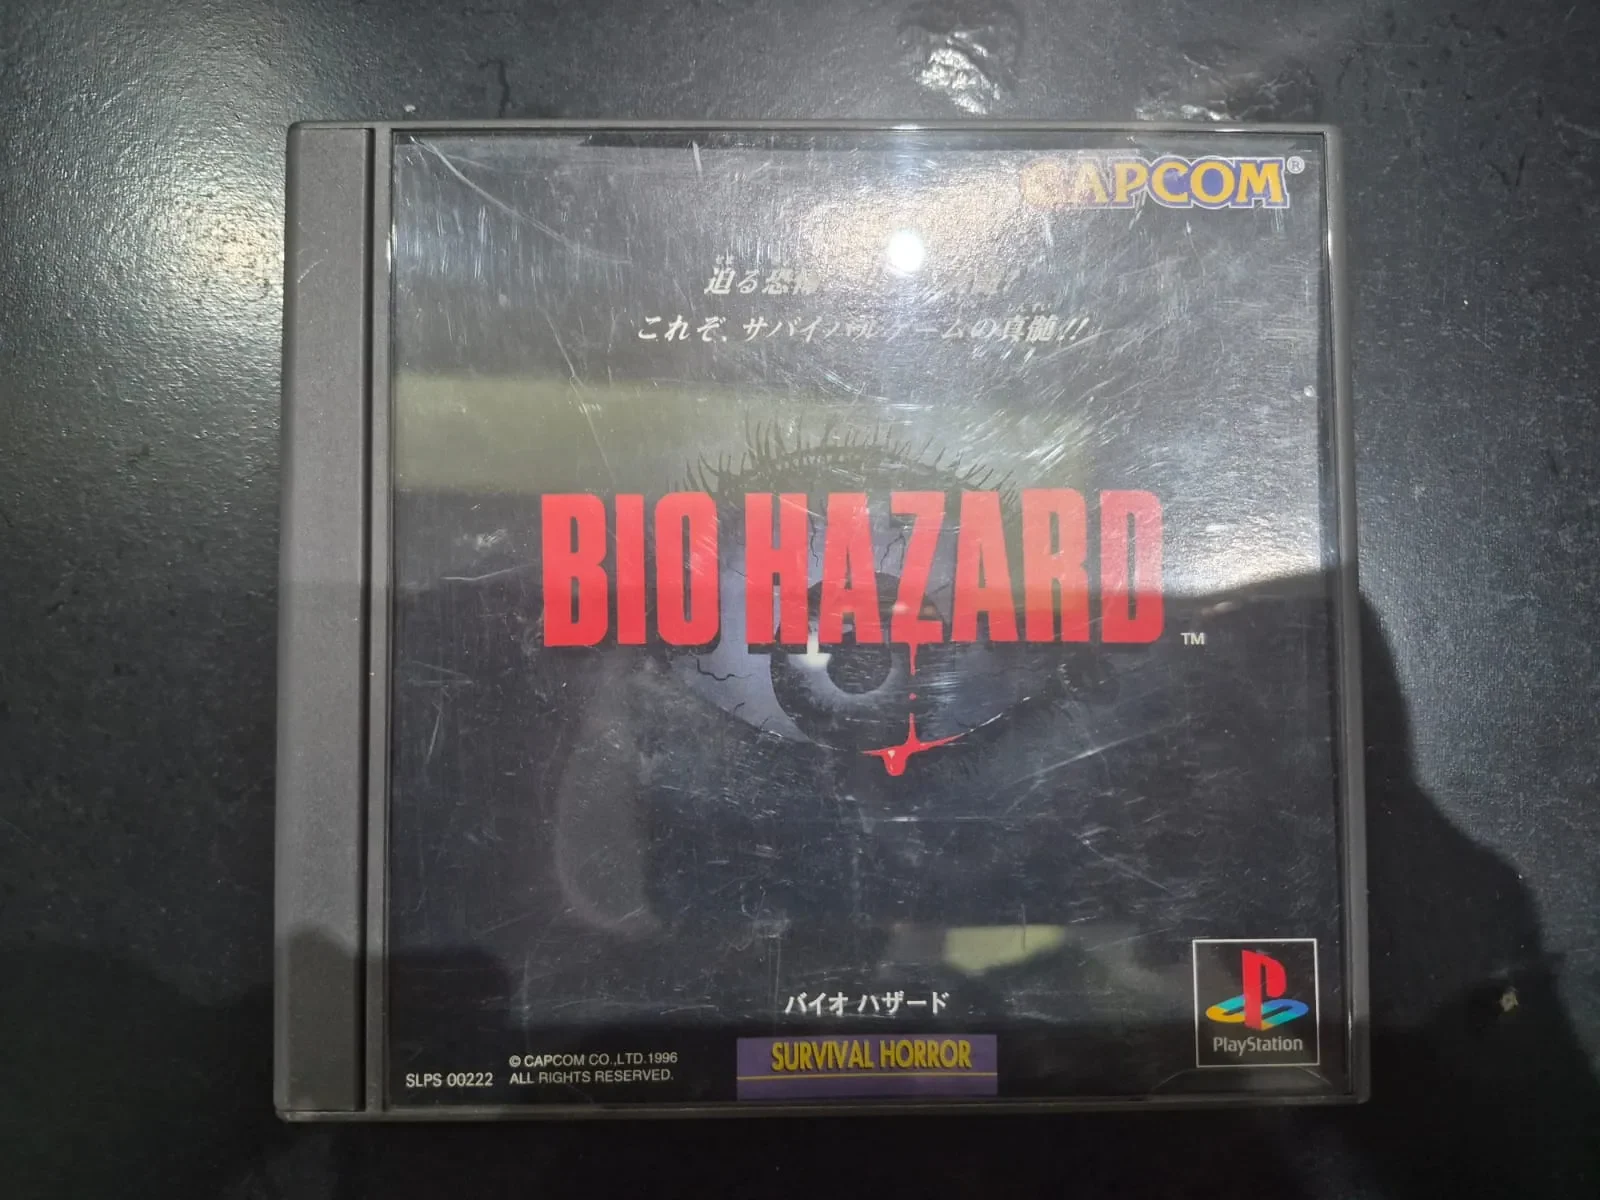 CAPCOM®
迫る恐怖
これぞ、サバイバルゲームの真髄!!
BIO HAZARD
TM
バイオ ハザード
SURVIVAL HORROR
SLPS 00222
© CAPCOM CO.,LTD.1996
ALL RIGHTS RESERVED.
PlayStation